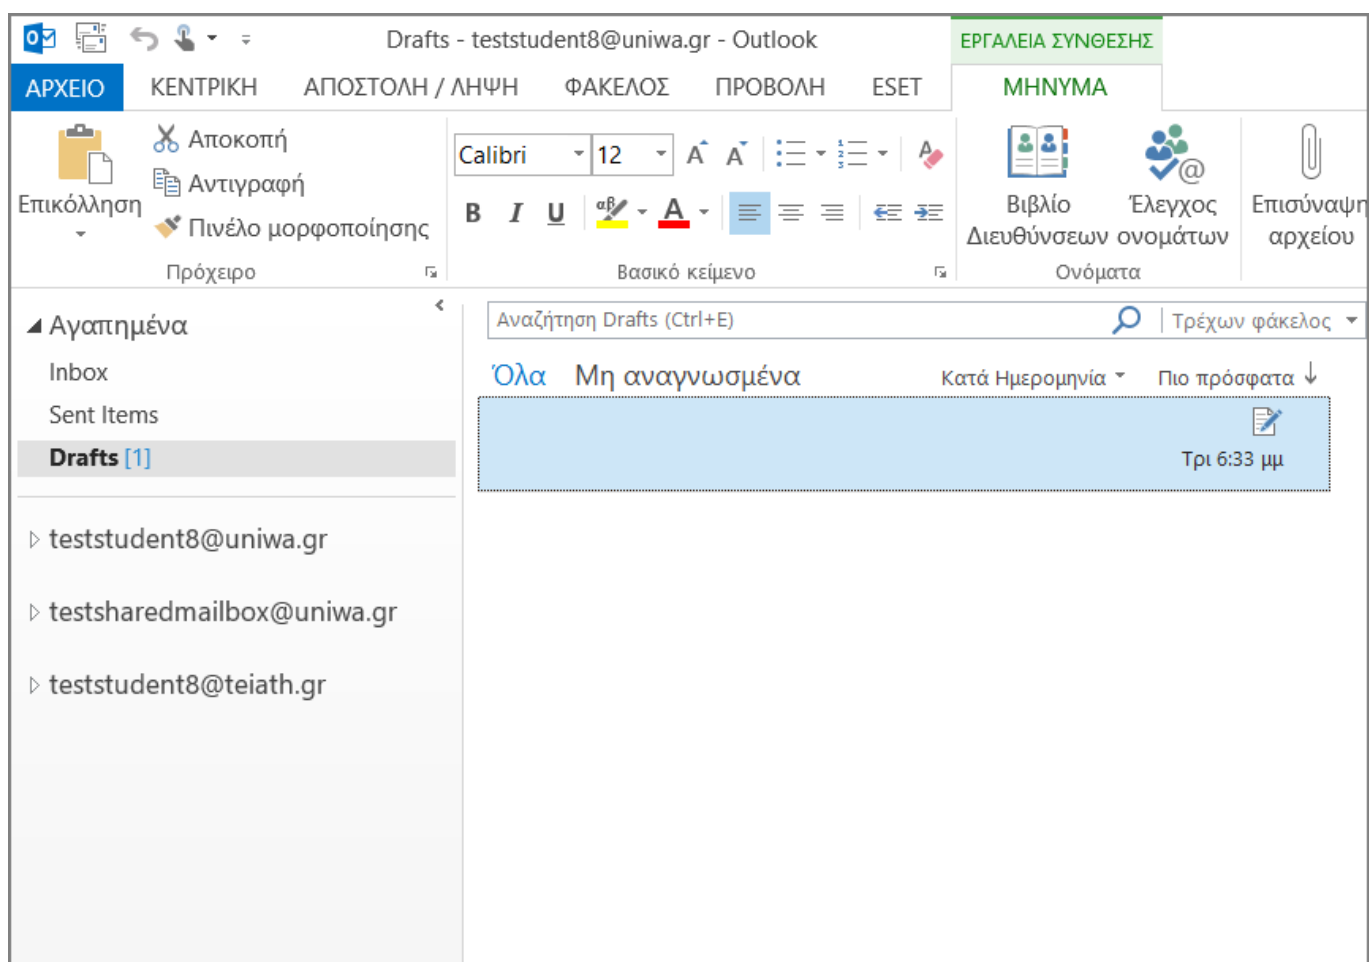 Drafts - teststudent8@uniwa.gr - Outlook
ΕΡΓΑΛΕΙΑ ΣΥΝΘΕΣΗΣ
ΑΡΧΕΙΟ ΚΕΝΤΡΙΚΗ ΑΠΟΣΤΟΛΗ / ΛΗΨΗ ΦΑΚΕΛΟΣ ΠΡΟΒΟΛΗ ESET ΜΗΝΥΜΑ
Επικόλληση
Αποκοπή
Αντιγραφή
Πινέλο μορφοποίησης
Πρόχειρο
Calibri 12
B I U αβ A
Βασικό κείμενο
Βιβλίο
Διευθύνσεων
Έλεγχος
ονομάτων
Ονόματα
Επισύναψη
αρχείου
Αγαπημένα
Inbox
Sent Items
Drafts [1]
teststudent8@uniwa.gr
testsharedmailbox@uniwa.gr
teststudent8@teiath.gr
Αναζήτηση Drafts (Ctrl+E) Τρέχων φάκελος
Όλα Μη αναγνωσμένα Κατά Ημερομηνία Πιο πρόσφατα
Τρι 6:33 μμ